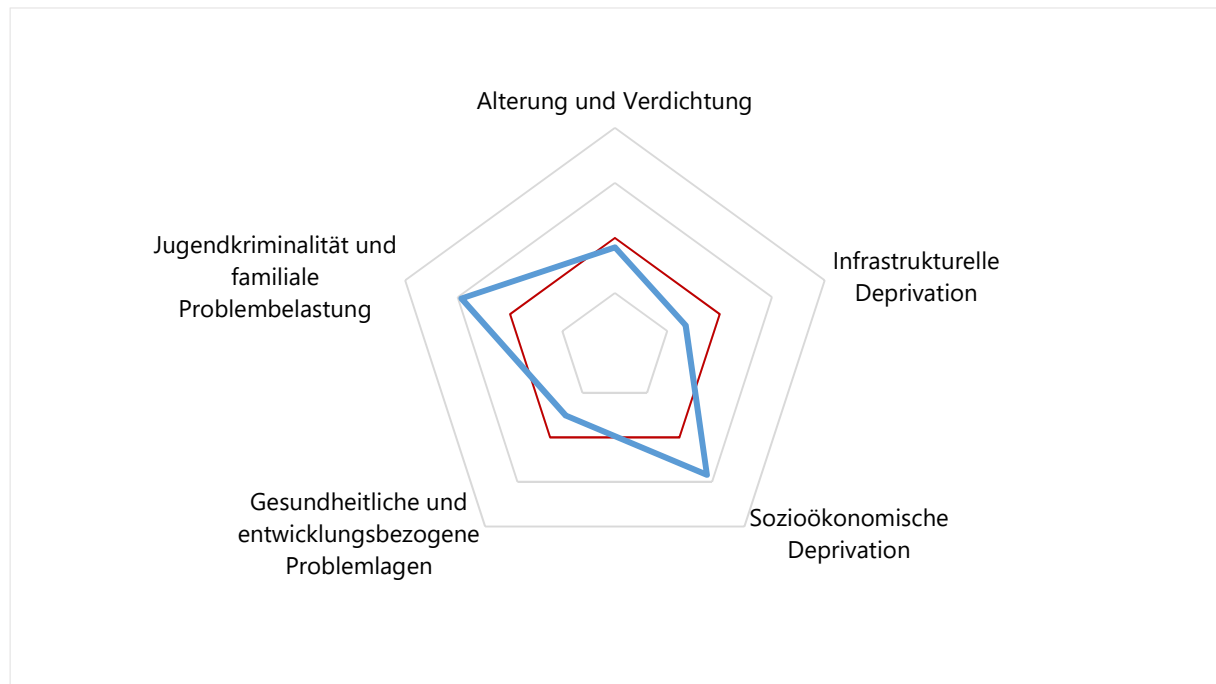 Alterung und Verdichtung
Infrastrukturelle
Deprivation
Sozioökonomische
Deprivation
Gesundheitliche und
entwicklungsbezogene
Problemlagen
Jugendkriminalität und
familiale
Problembelastung